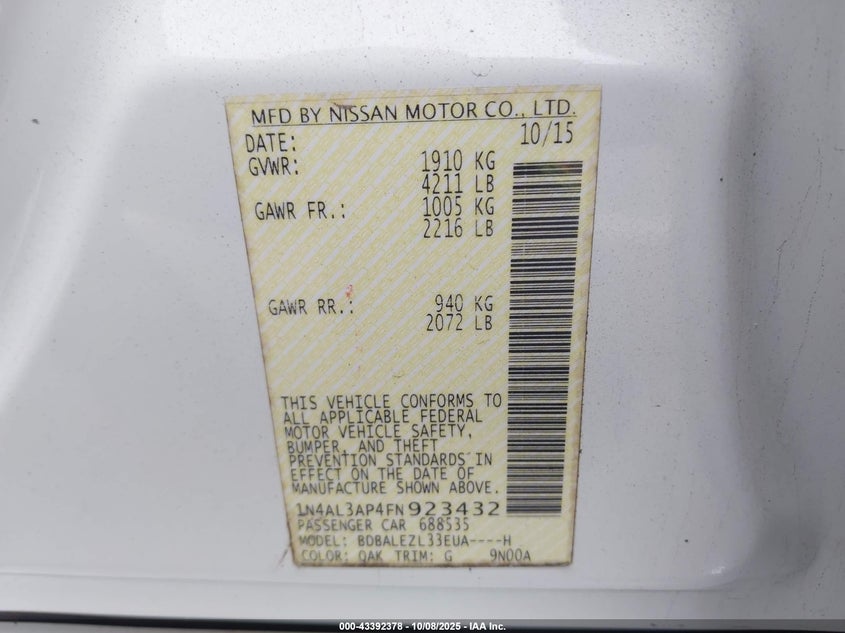 MFD BY NISSAN MOTOR CO., LTD.
DATE: 10/15
GVWR: 1910 KG
4211 LB
GAWR FR.: 1005 KG
2216 LB
GAWR RR.: 940 KG
2072 LB
THIS VEHICLE CONFORMS TO
ALL APPLICABLE FEDERAL
MOTOR VEHICLE SAFETY,
BUMPER, AND THEFT
PREVENTION STANDARDS IN
EFFECT ON THE DATE OF
MANUFACTURE SHOWN ABOVE.
1N4AL3AP4FN923432
PASSENGER CAR 688535
MODEL: BDBALEZL33EUA----H
COLOR: QAK TRIM: G 9N00A
000-43392378 - 10/08/2025 - IAA Inc.